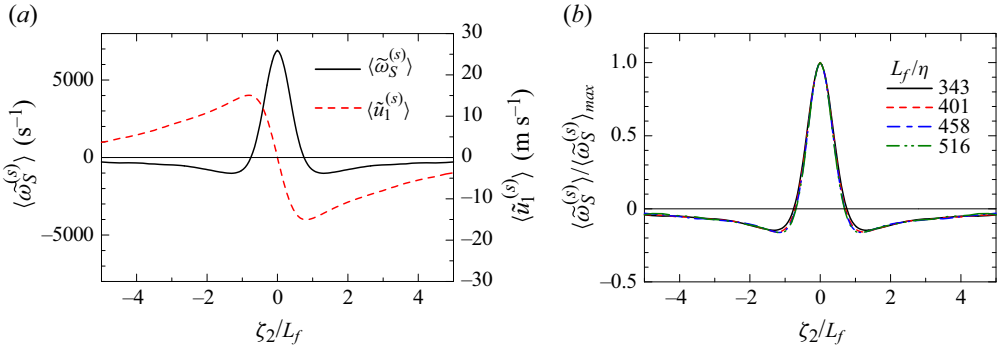 (a)
30
20
10
0
−10
−20
−30
5000
0
−5000
⟨ω̃_S^(s)⟩ (s⁻¹)
⟨ũ_1^(s)⟩ (m s⁻¹)
⟨ω̃_S^(s)⟩
⟨ũ_1^(s)⟩
−4 −2 0 2 4
ζ₂/L_f
(b)
1.0
0.5
0
−0.5
⟨ω̃_S^(s)⟩/⟨ω̃_S^(s)⟩_max
L_f/η
343
401
458
516
−4 −2 0 2 4
ζ₂/L_f